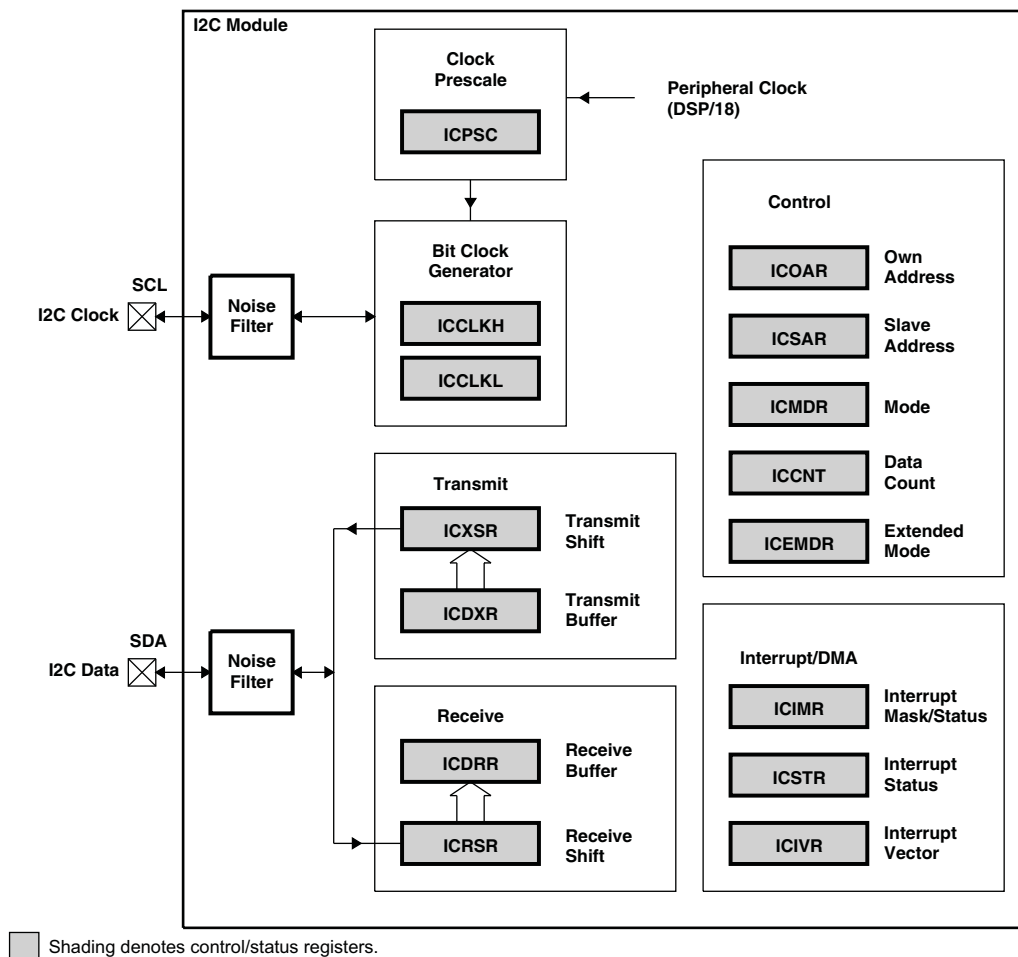 I2C Module
Clock
Prescale
ICPSC
Peripheral Clock
(DSP/18)
Bit Clock
Generator
ICCLKH
ICCLKL
SCL
I2C Clock
Noise
Filter
Control
ICOAR
Own
Address
ICSAR
Slave
Address
ICMDR
Mode
ICCNT
Data
Count
ICEMDR
Extended
Mode
Transmit
ICXSR
Transmit
Shift
ICDXR
Transmit
Buffer
SDA
I2C Data
Noise
Filter
Receive
ICDRR
Receive
Buffer
ICRSR
Receive
Shift
Interrupt/DMA
ICIMR
Interrupt
Mask/Status
ICSTR
Interrupt
Status
ICIVR
Interrupt
Vector
Shading denotes control/status registers.